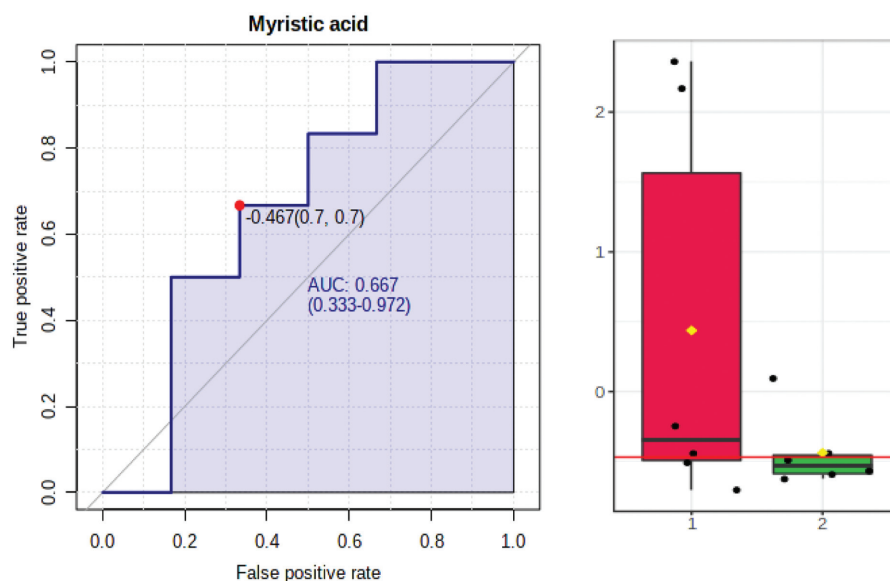 Myristic acid
True positive rate
1.0
0.8
0.6
0.4
0.2
0.0
-0.467(0.7, 0.7)
AUC: 0.667
(0.333-0.972)
0.0 0.2 0.4 0.6 0.8 1.0
False positive rate
2
1
0
1 2